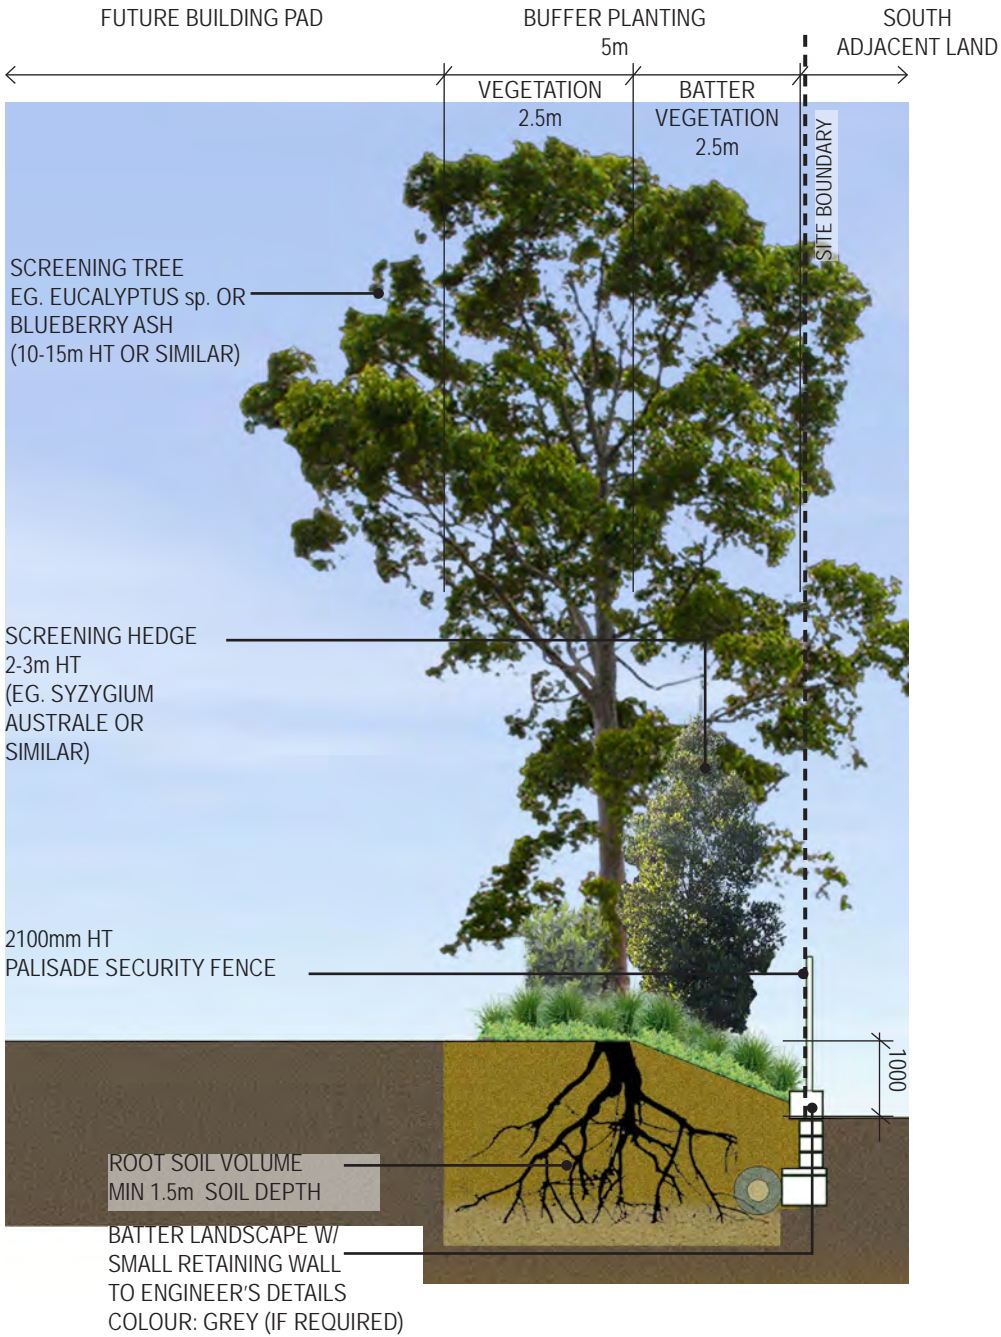 FUTURE BUILDING PAD
BUFFER PLANTING
5m
SOUTH
ADJACENT LAND
VEGETATION
2.5m
BATTER
VEGETATION
2.5m
SITE BOUNDARY
SCREENING TREE
EG. EUCALYPTUS sp. OR
BLUEBERRY ASH
(10-15m HT OR SIMILAR)
SCREENING HEDGE
2-3m HT
(EG. SYZYGIUM
AUSTRALE OR
SIMILAR)
2100mm HT
PALISADE SECURITY FENCE
1000
ROOT SOIL VOLUME
MIN 1.5m SOIL DEPTH
BATTER LANDSCAPE W/
SMALL RETAINING WALL
TO ENGINEER'S DETAILS
COLOUR: GREY (IF REQUIRED)